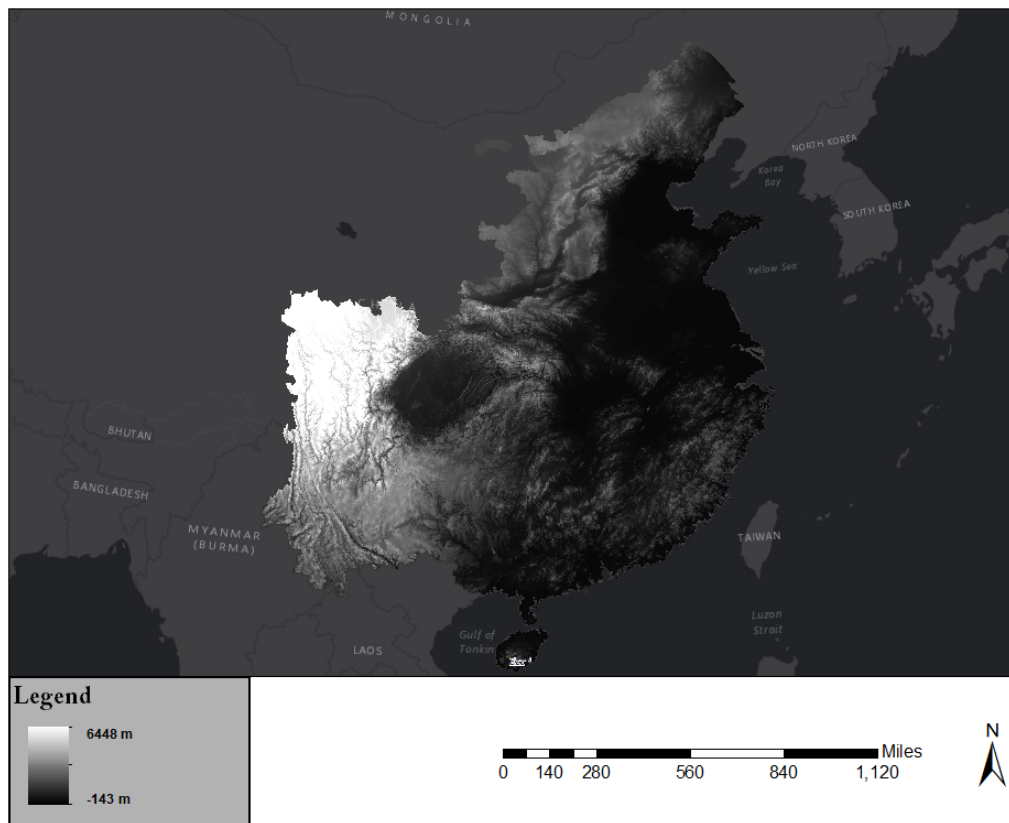 MONGOLIA
NORTH KOREA
Korea
Bay
SOUTH KOREA
Yellow Sea
BHUTAN
BANGLADESH
MYANMAR
(BURMA)
TAIWAN
Luzon
Strait
Gulf of
Tonkin
LAOS
Legend
6448 m
-143 m
N
Miles
0 140 280 560 840 1,120